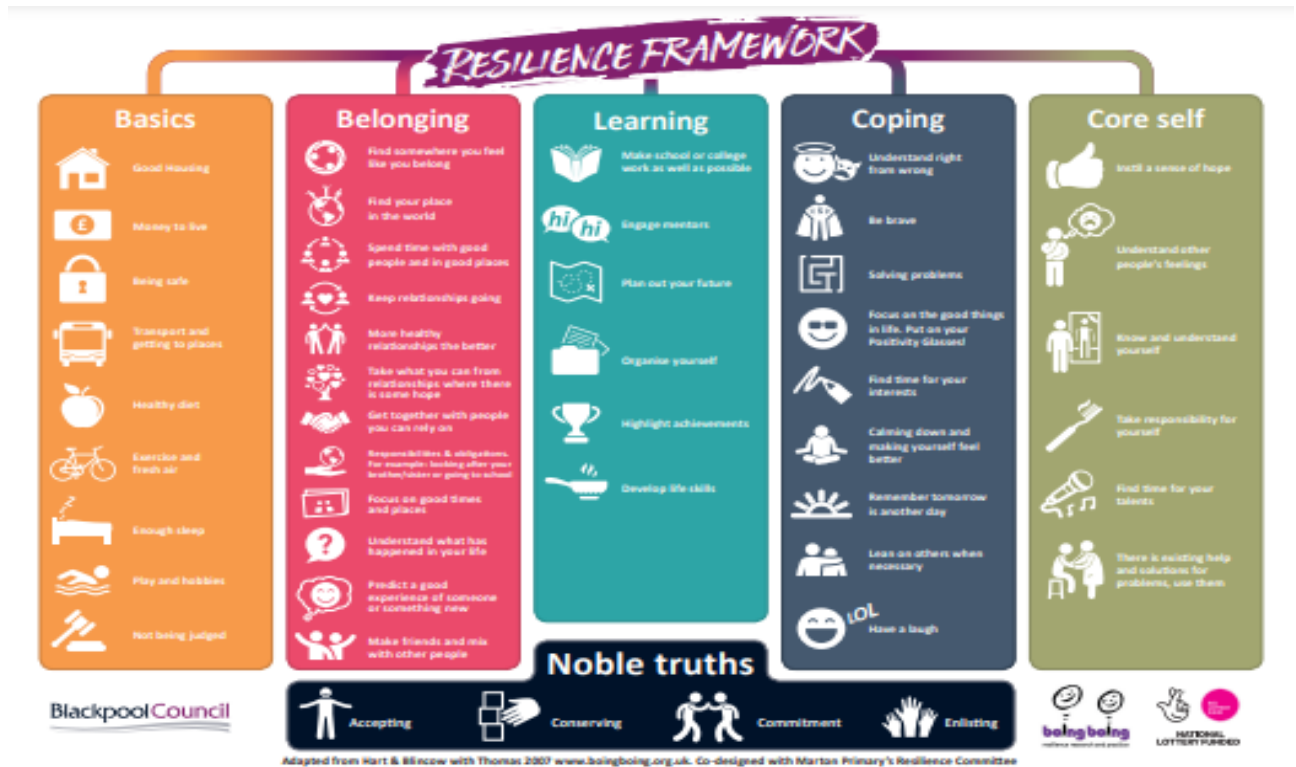 RESILIENCE FRAMEWORK
Basics
Good Housing
£
Money to live
Being safe
Transport and
getting to places
Healthy diet
Exercise and
fresh air
Enough sleep
Play and hobbies
Not being judged
Belonging
Find somewhere you feel
like you belong
Find your place
in the world
Spend time with good
people and in good places
Keep relationships going
More healthy
relationships the better
Take what you can from
relationships where there
is some hope
Get together with people
you can rely on
Responsibilities & obligations.
For example: looking after your
brother/sister or going to school
Focus on good times
and places
?
Understand what has
happened in your life
Predict a good
experience of someone
or something new
Make friends and mix
with other people
Learning
Make school or college
work as well as possible
hi hi
Engage mentors
Plan out your future
Organise yourself
Highlight achievements
Develop life skills
Coping
Understand right
from wrong
Be brave
Solving problems
Focus on the good things
in life. Put on your
Positivity Glasses!
Find time for your
interests
Calming down and
making yourself feel
better
Remember tomorrow
is another day
Lean on others when
necessary
LOL
Have a laugh
Core self
Instil a sense of hope
Understand other
people's feelings
Know and understand
yourself
Take responsibility for
yourself
Find time for your
talents
There is existing help
and solutions for
problems, use them
Noble truths
Accepting
Conserving
Commitment
Enlisting
BlackpoolCouncil
boingboing
resilience research and practice
NATIONAL
LOTTERY FUNDED
Adapted from Hart & Blincow with Thomas 2007 www.boingboing.org.uk. Co-designed with Marton Primary's Resilience Committee